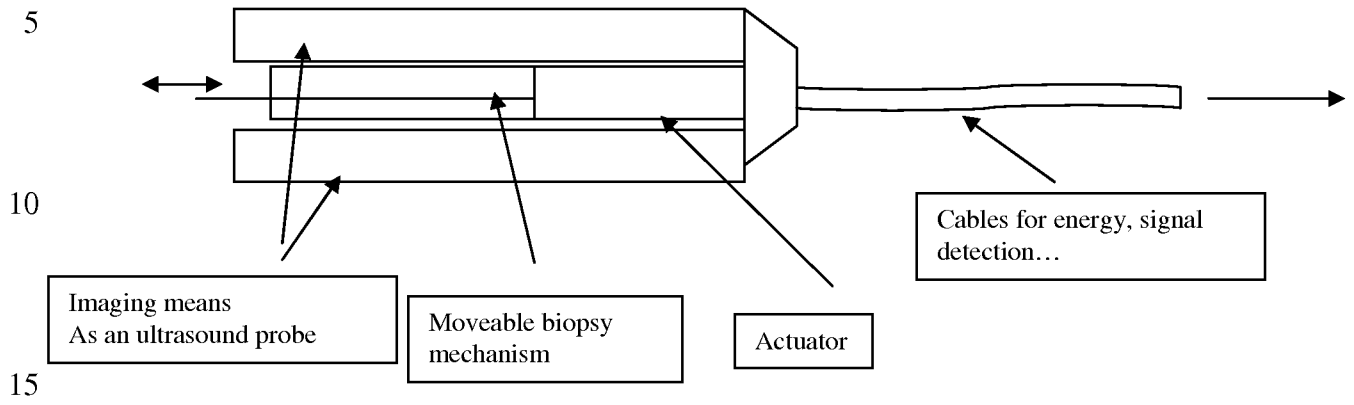 5
10
Cables for energy, signal
detection…
Imaging means
As an ultrasound probe
Moveable biopsy
mechanism
Actuator
15